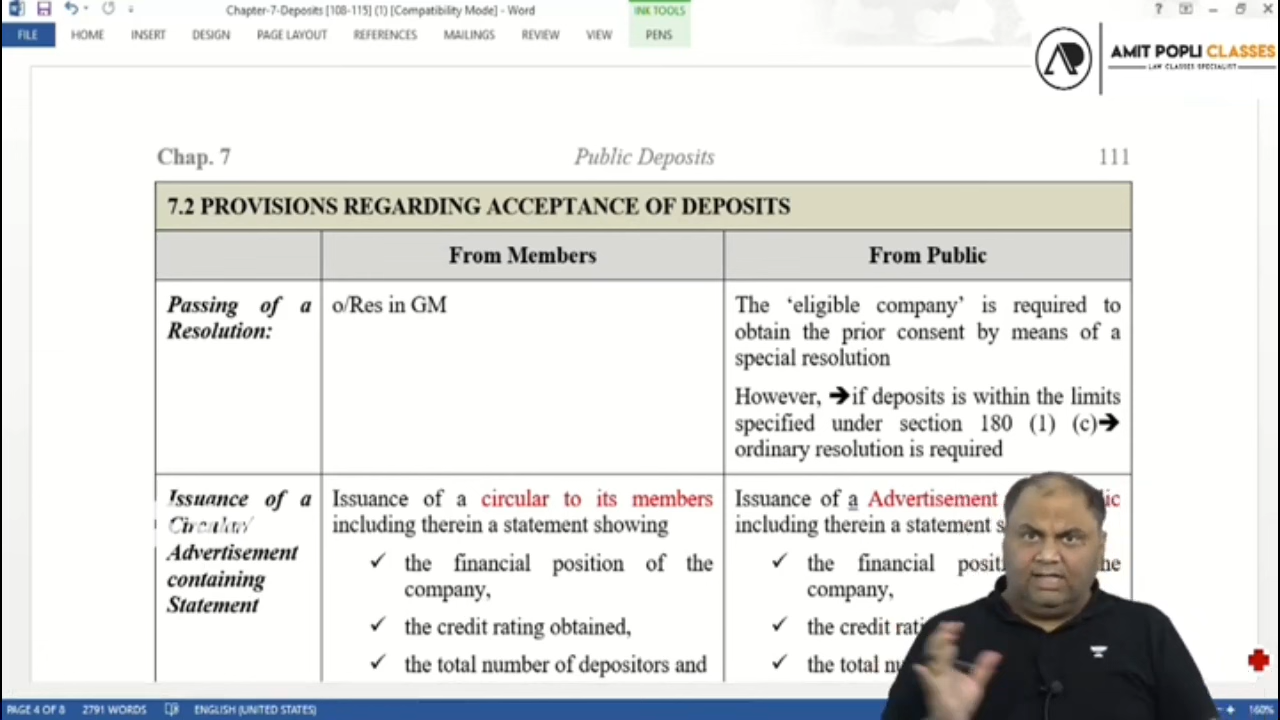 Chapter-7-Deposits [108-115] (1) [Compatibility Mode] - Word
INK TOOLS
FILE HOME INSERT DESIGN PAGE LAYOUT REFERENCES MAILINGS REVIEW VIEW PENS
AMIT POPLI CLASSES
LAW CLASSES SPECIALIST
Chap. 7 Public Deposits 111
7.2 PROVISIONS REGARDING ACCEPTANCE OF DEPOSITS
From Members From Public
Passing of a
Resolution:
o/Res in GM
The ‘eligible company’ is required to
obtain the prior consent by means of a
special resolution
However, 🡪if deposits is within the limits
specified under section 180 (1) (c)🡪
ordinary resolution is required
Issuance of a
Circular/
Advertisement
containing
Statement
Issuance of a circular to its members
including therein a statement showing
✓ the financial position of the
company,
✓ the credit rating obtained,
✓ the total number of depositors and
Issuance of a Advertisement
including therein a statement
✓ the financial
company,
✓ the credit
✓ the total
PAGE 4 OF 8 2791 WORDS ENGLISH (UNITED STATES) 160%